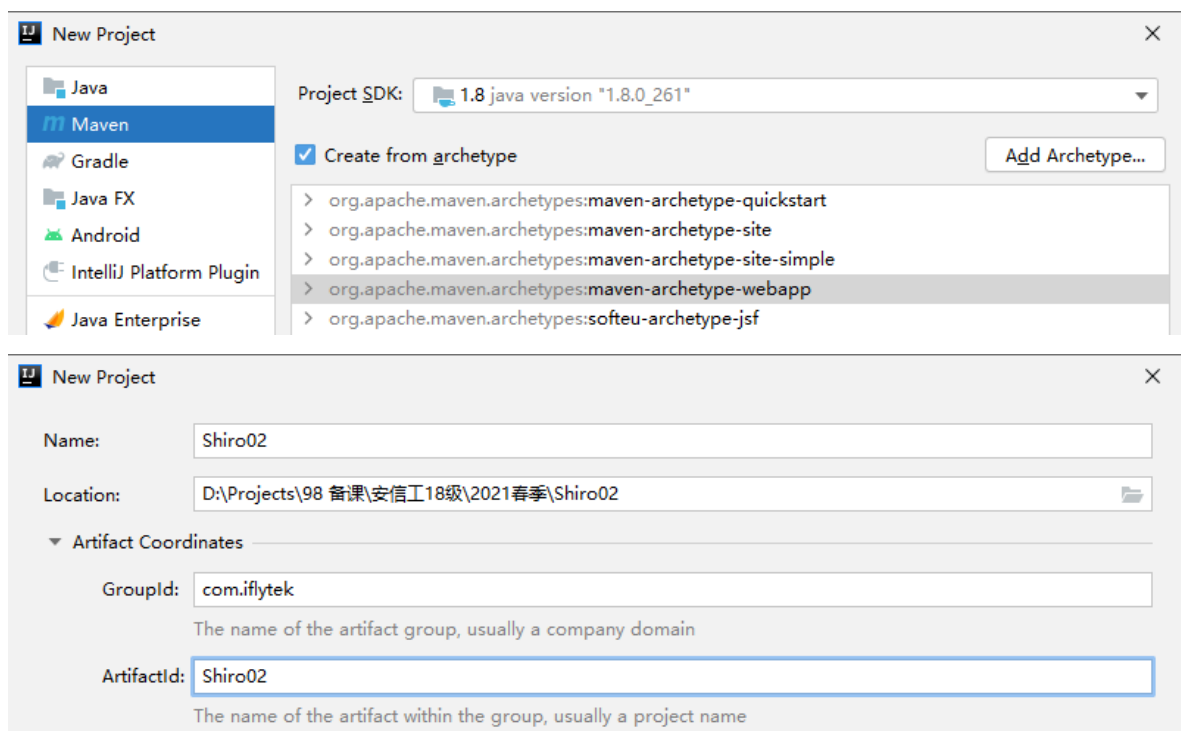 New Project
Java
Maven
Gradle
Java FX
Android
IntelliJ Platform Plugin
Java Enterprise
Project SDK: 1.8 java version "1.8.0_261"
Create from archetype
Add Archetype...
org.apache.maven.archetypes:maven-archetype-quickstart
org.apache.maven.archetypes:maven-archetype-site
org.apache.maven.archetypes:maven-archetype-site-simple
org.apache.maven.archetypes:maven-archetype-webapp
org.apache.maven.archetypes:softeu-archetype-jsf
New Project
Name: Shiro02
Location: D:\Projects\98 备课\安信工18级\2021春季\Shiro02
Artifact Coordinates
GroupId: com.iflytek
The name of the artifact group, usually a company domain
ArtifactId: Shiro02
The name of the artifact within the group, usually a project name